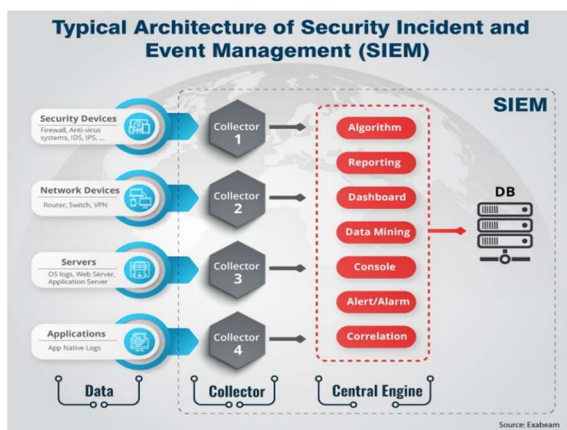 Typical Architecture of Security Incident and
Event Management (SIEM)
SIEM
Security Devices
Firewall, Anti-virus
systems, IDS, IPS, ...
Collector
1
Network Devices
Router, Switch, VPN
Collector
2
Servers
OS logs, Web Server,
Application Server
Collector
3
Applications
App Native Logs
Collector
4
Algorithm
Reporting
Dashboard
Data Mining
Console
Alert/Alarm
Correlation
DB
Data
Collector
Central Engine
Source: Exabeam